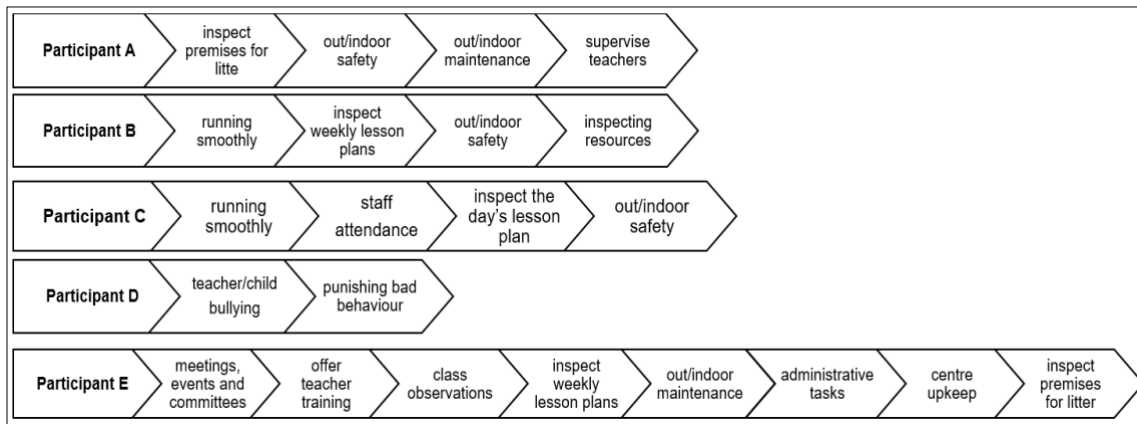 Participant A
inspect
premises for
litte
out/indoor
safety
out/indoor
maintenance
supervise
teachers
Participant B
running
smoothly
inspect
weekly lesson
plans
out/indoor
safety
inspecting
resources
Participant C
running
smoothly
staff
attendance
inspect the
day's lesson
plan
out/indoor
safety
Participant D
teacher/child
bullying
punishing bad
behaviour
Participant E
meetings,
events and
committees
offer
teacher
training
class
observations
inspect
weekly
lesson plans
out/indoor
maintenance
administrative
tasks
centre
upkeep
inspect
premises
for litter